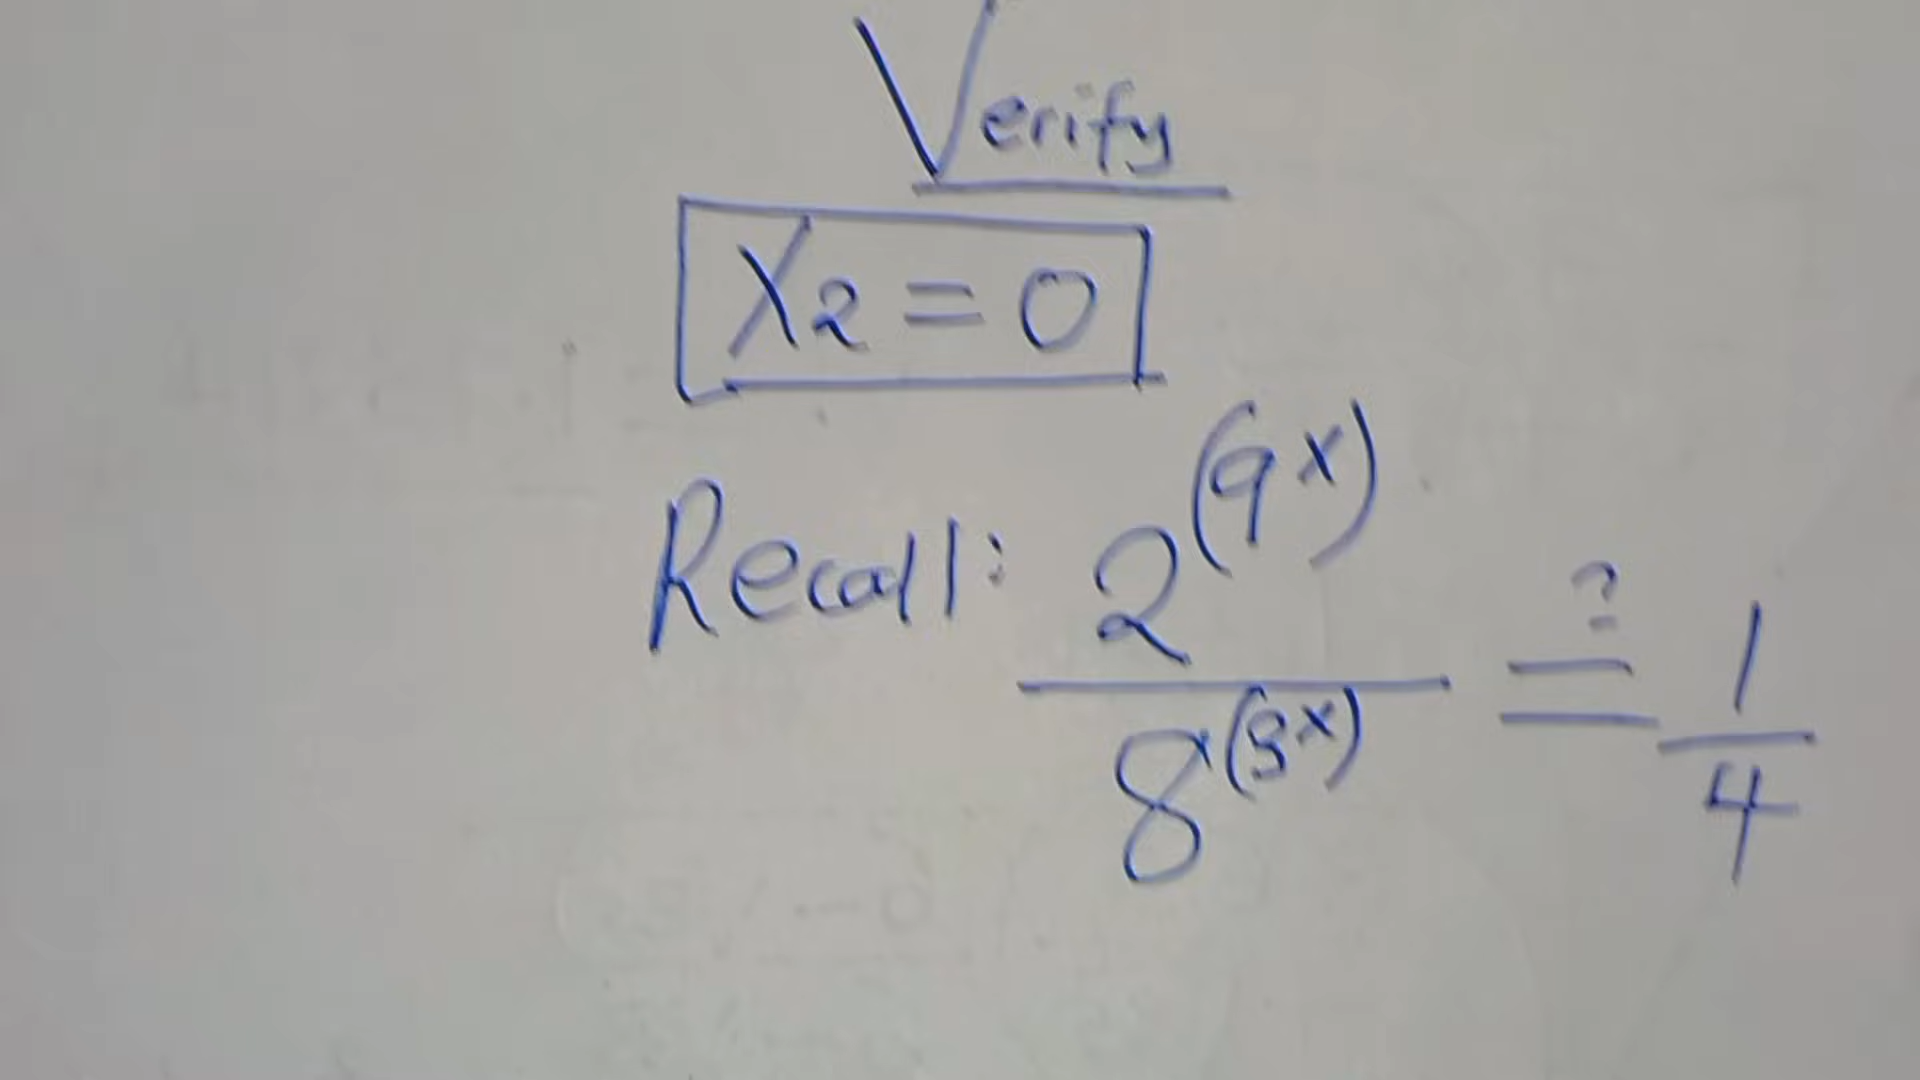 Verify
X₂ = 0
Recall: 2^(9^x) / 8^(3^x) ≟ 1/4